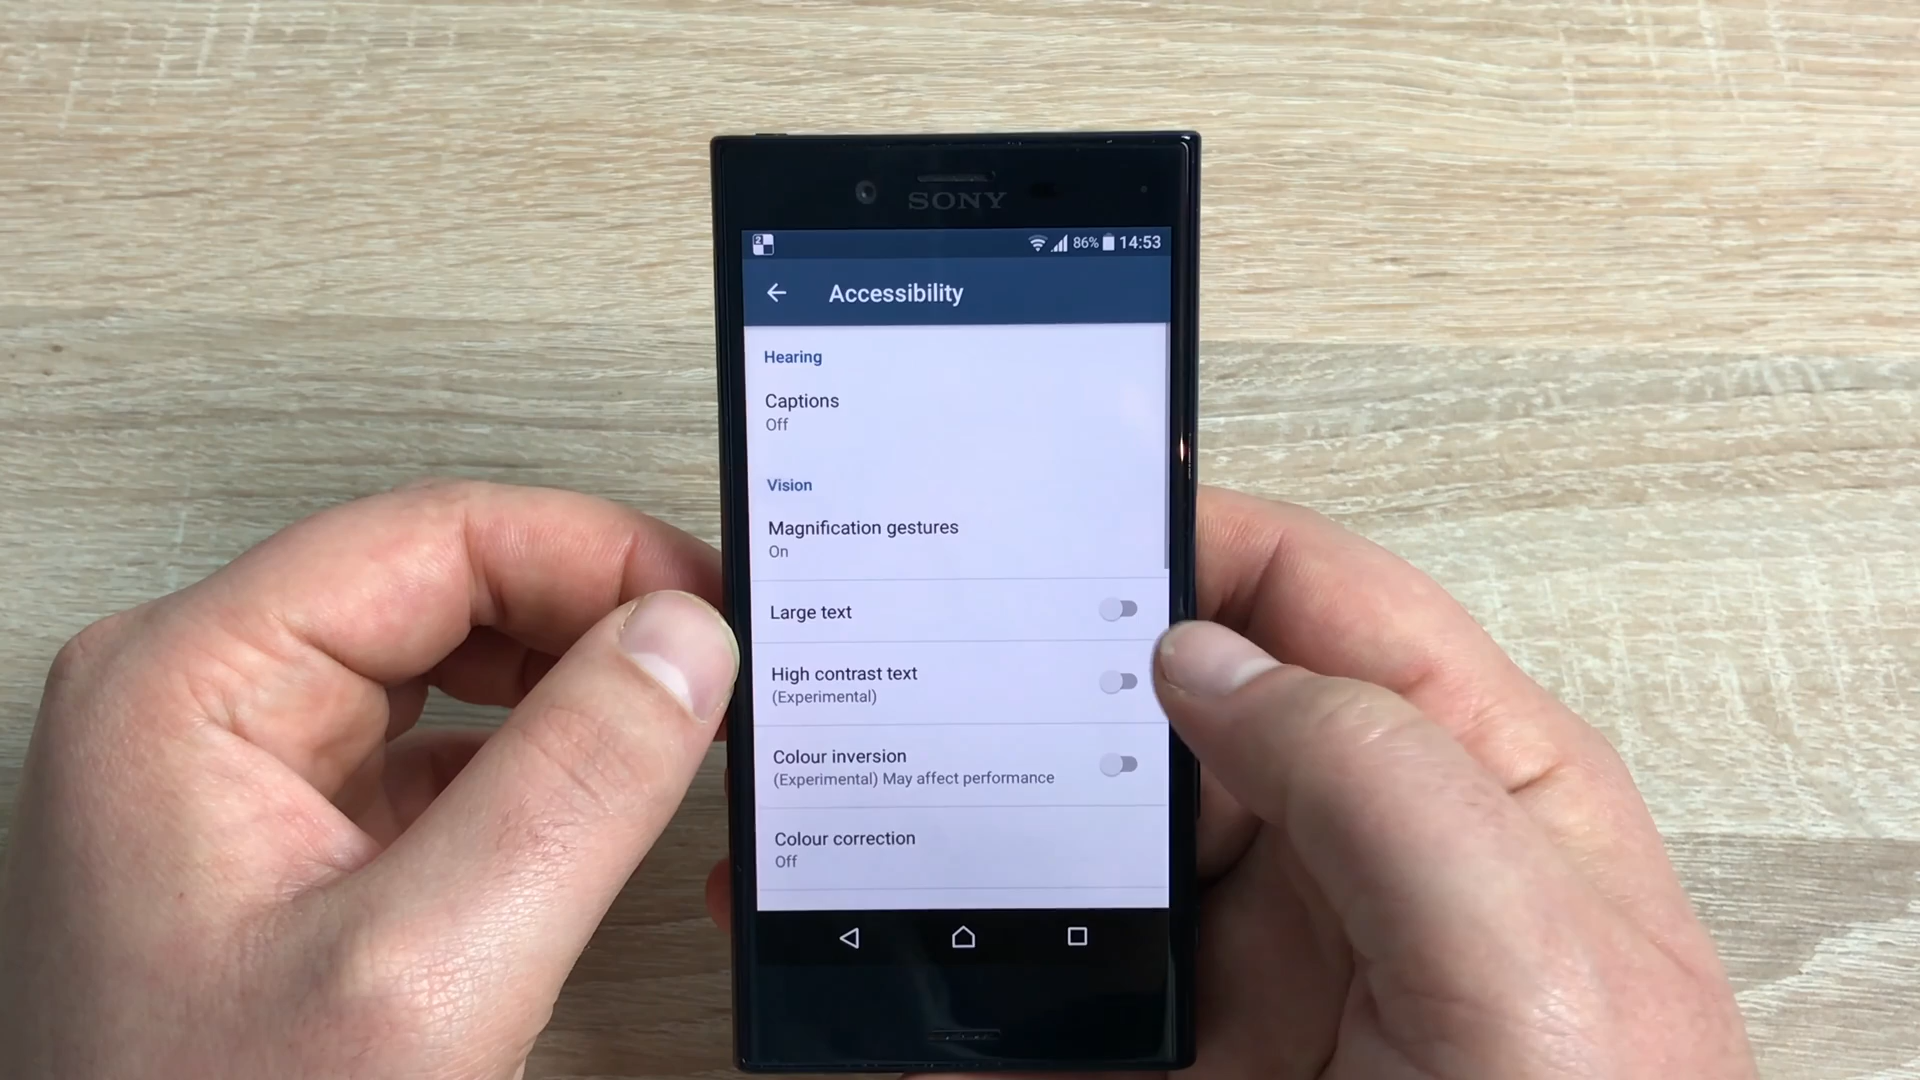 SONY
2
86% 14:53
Accessibility
Hearing
Captions
Off
Vision
Magnification gestures
On
Large text
High contrast text
(Experimental)
Colour inversion
(Experimental) May affect performance
Colour correction
Off